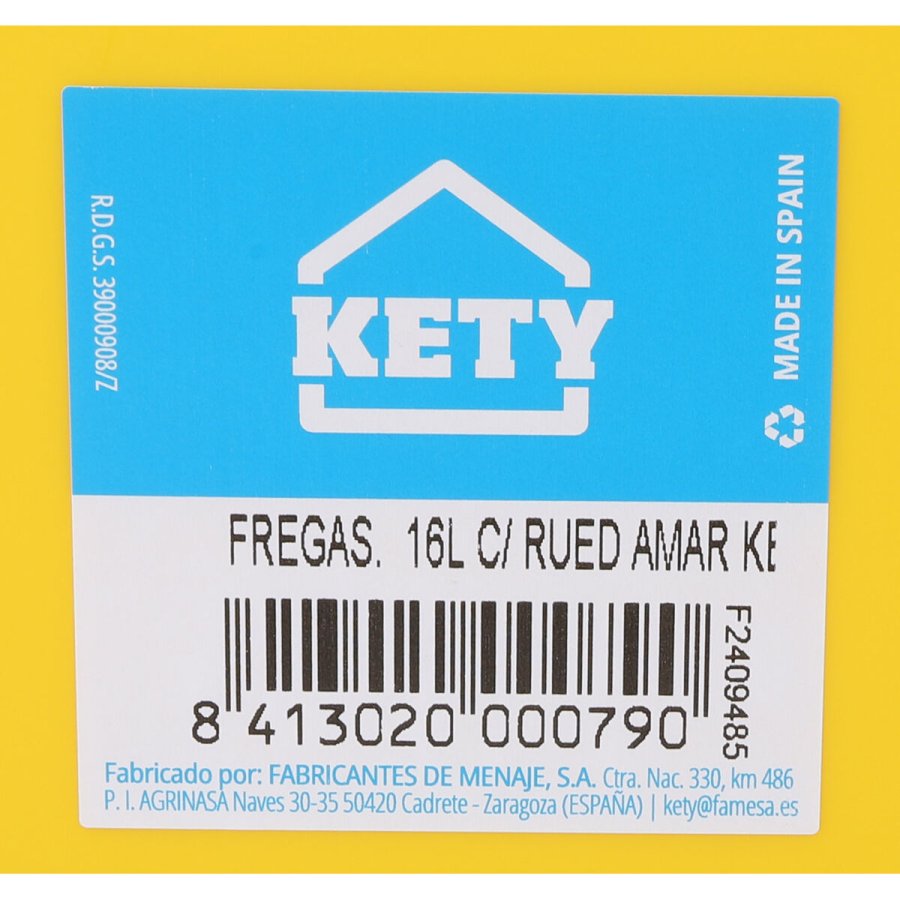 R.D.G.S. 39000908/Z
KETY
MADE IN SPAIN
FREGAS. 16L C/ RUED AMAR KE
8 413020 000790
F2409485
Fabricado por: FABRICANTES DE MENAJE, S.A. Ctra. Nac. 330, km 486
P. I. AGRINASA Naves 30-35 50420 Cadrete - Zaragoza (ESPAÑA) | kety@famesa.es